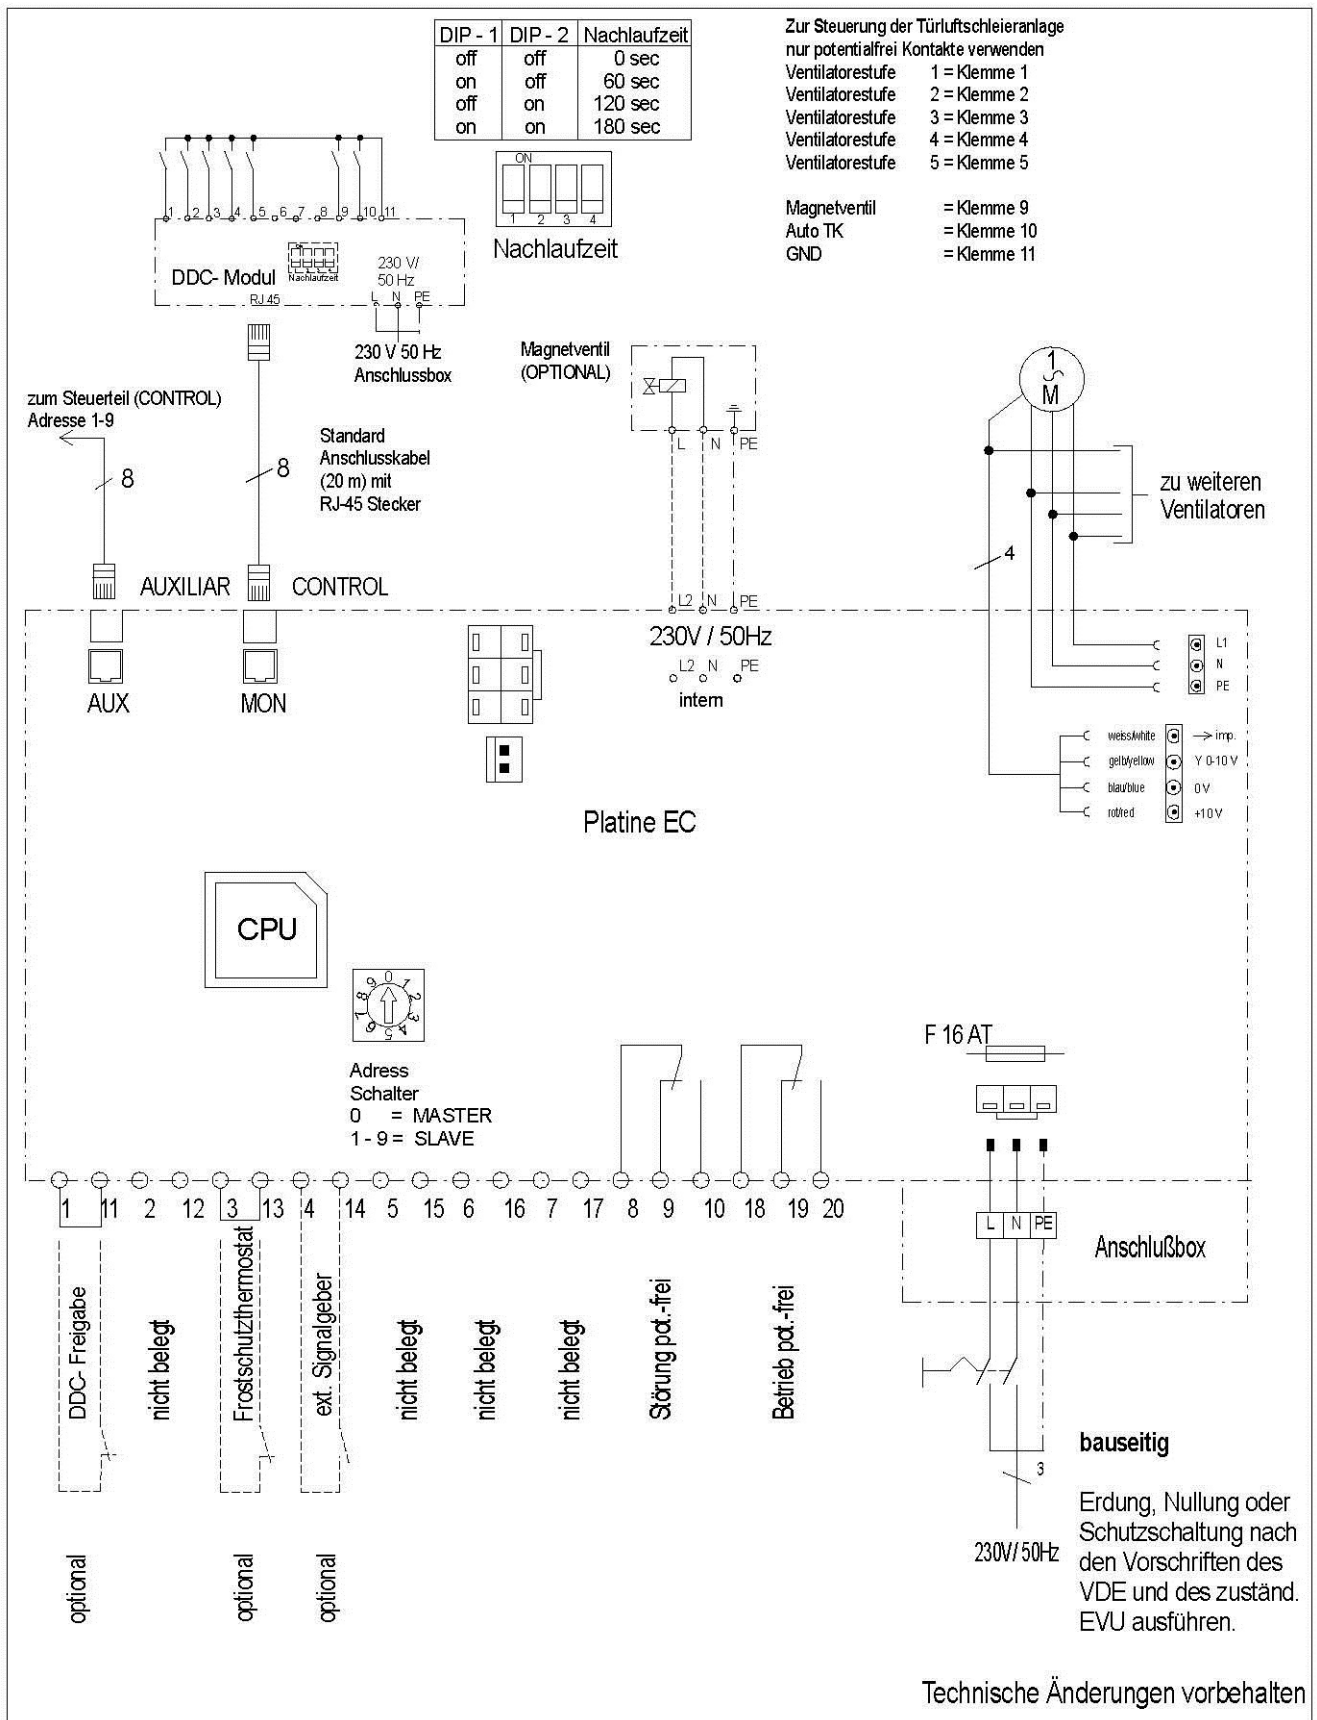 DIP - 1 DIP - 2 Nachlaufzeit
off off 0 sec
on off 60 sec
off on 120 sec
on on 180 sec
ON
1 2 3 4
Nachlaufzeit
Zur Steuerung der Türluftschleieranlage
nur potentialfrei Kontakte verwenden
Ventilatorestufe 1 = Klemme 1
Ventilatorestufe 2 = Klemme 2
Ventilatorestufe 3 = Klemme 3
Ventilatorestufe 4 = Klemme 4
Ventilatorestufe 5 = Klemme 5
Magnetventil = Klemme 9
Auto TK = Klemme 10
GND = Klemme 11
1 2 3 4 5 6 7 8 9 10 11
DDC- Modul
Nachlaufzeit
230 V/
50 Hz
RJ 45
L N PE
230 V 50 Hz
Anschlussbox
zum Steuerteil (CONTROL)
Adresse 1-9
8
8
Standard
Anschlusskabel
(20 m) mit
RJ-45 Stecker
Magnetventil
(OPTIONAL)
L N PE
1
M
zu weiteren
Ventilatoren
4
AUXILIAR
CONTROL
AUX
MON
L2 N PE
230V / 50Hz
L2 N PE
intern
L1
N
PE
weiss/white imp.
gelb/yellow Y 0-10 V
blau/blue 0 V
rot/red +10 V
Platine EC
CPU
0 1 2 3 4 5 6 7 8 9
Adress
Schalter
0 = MASTER
1 - 9 = SLAVE
F 16 AT
1 11 2 12 3 13 4 14 5 15 6 16 7 17 8 9 10 18 19 20
L N PE
Anschlußbox
DDC- Freigabe
nicht belegt
Frostschutzthermostat
ext. Signalgeber
nicht belegt
nicht belegt
nicht belegt
Störung pot.-frei
Betrieb pot.-frei
optional
optional
optional
3
230V/ 50Hz
bauseitig
Erdung, Nullung oder
Schutzschaltung nach
den Vorschriften des
VDE und des zuständ.
EVU ausführen.
Technische Änderungen vorbehalten